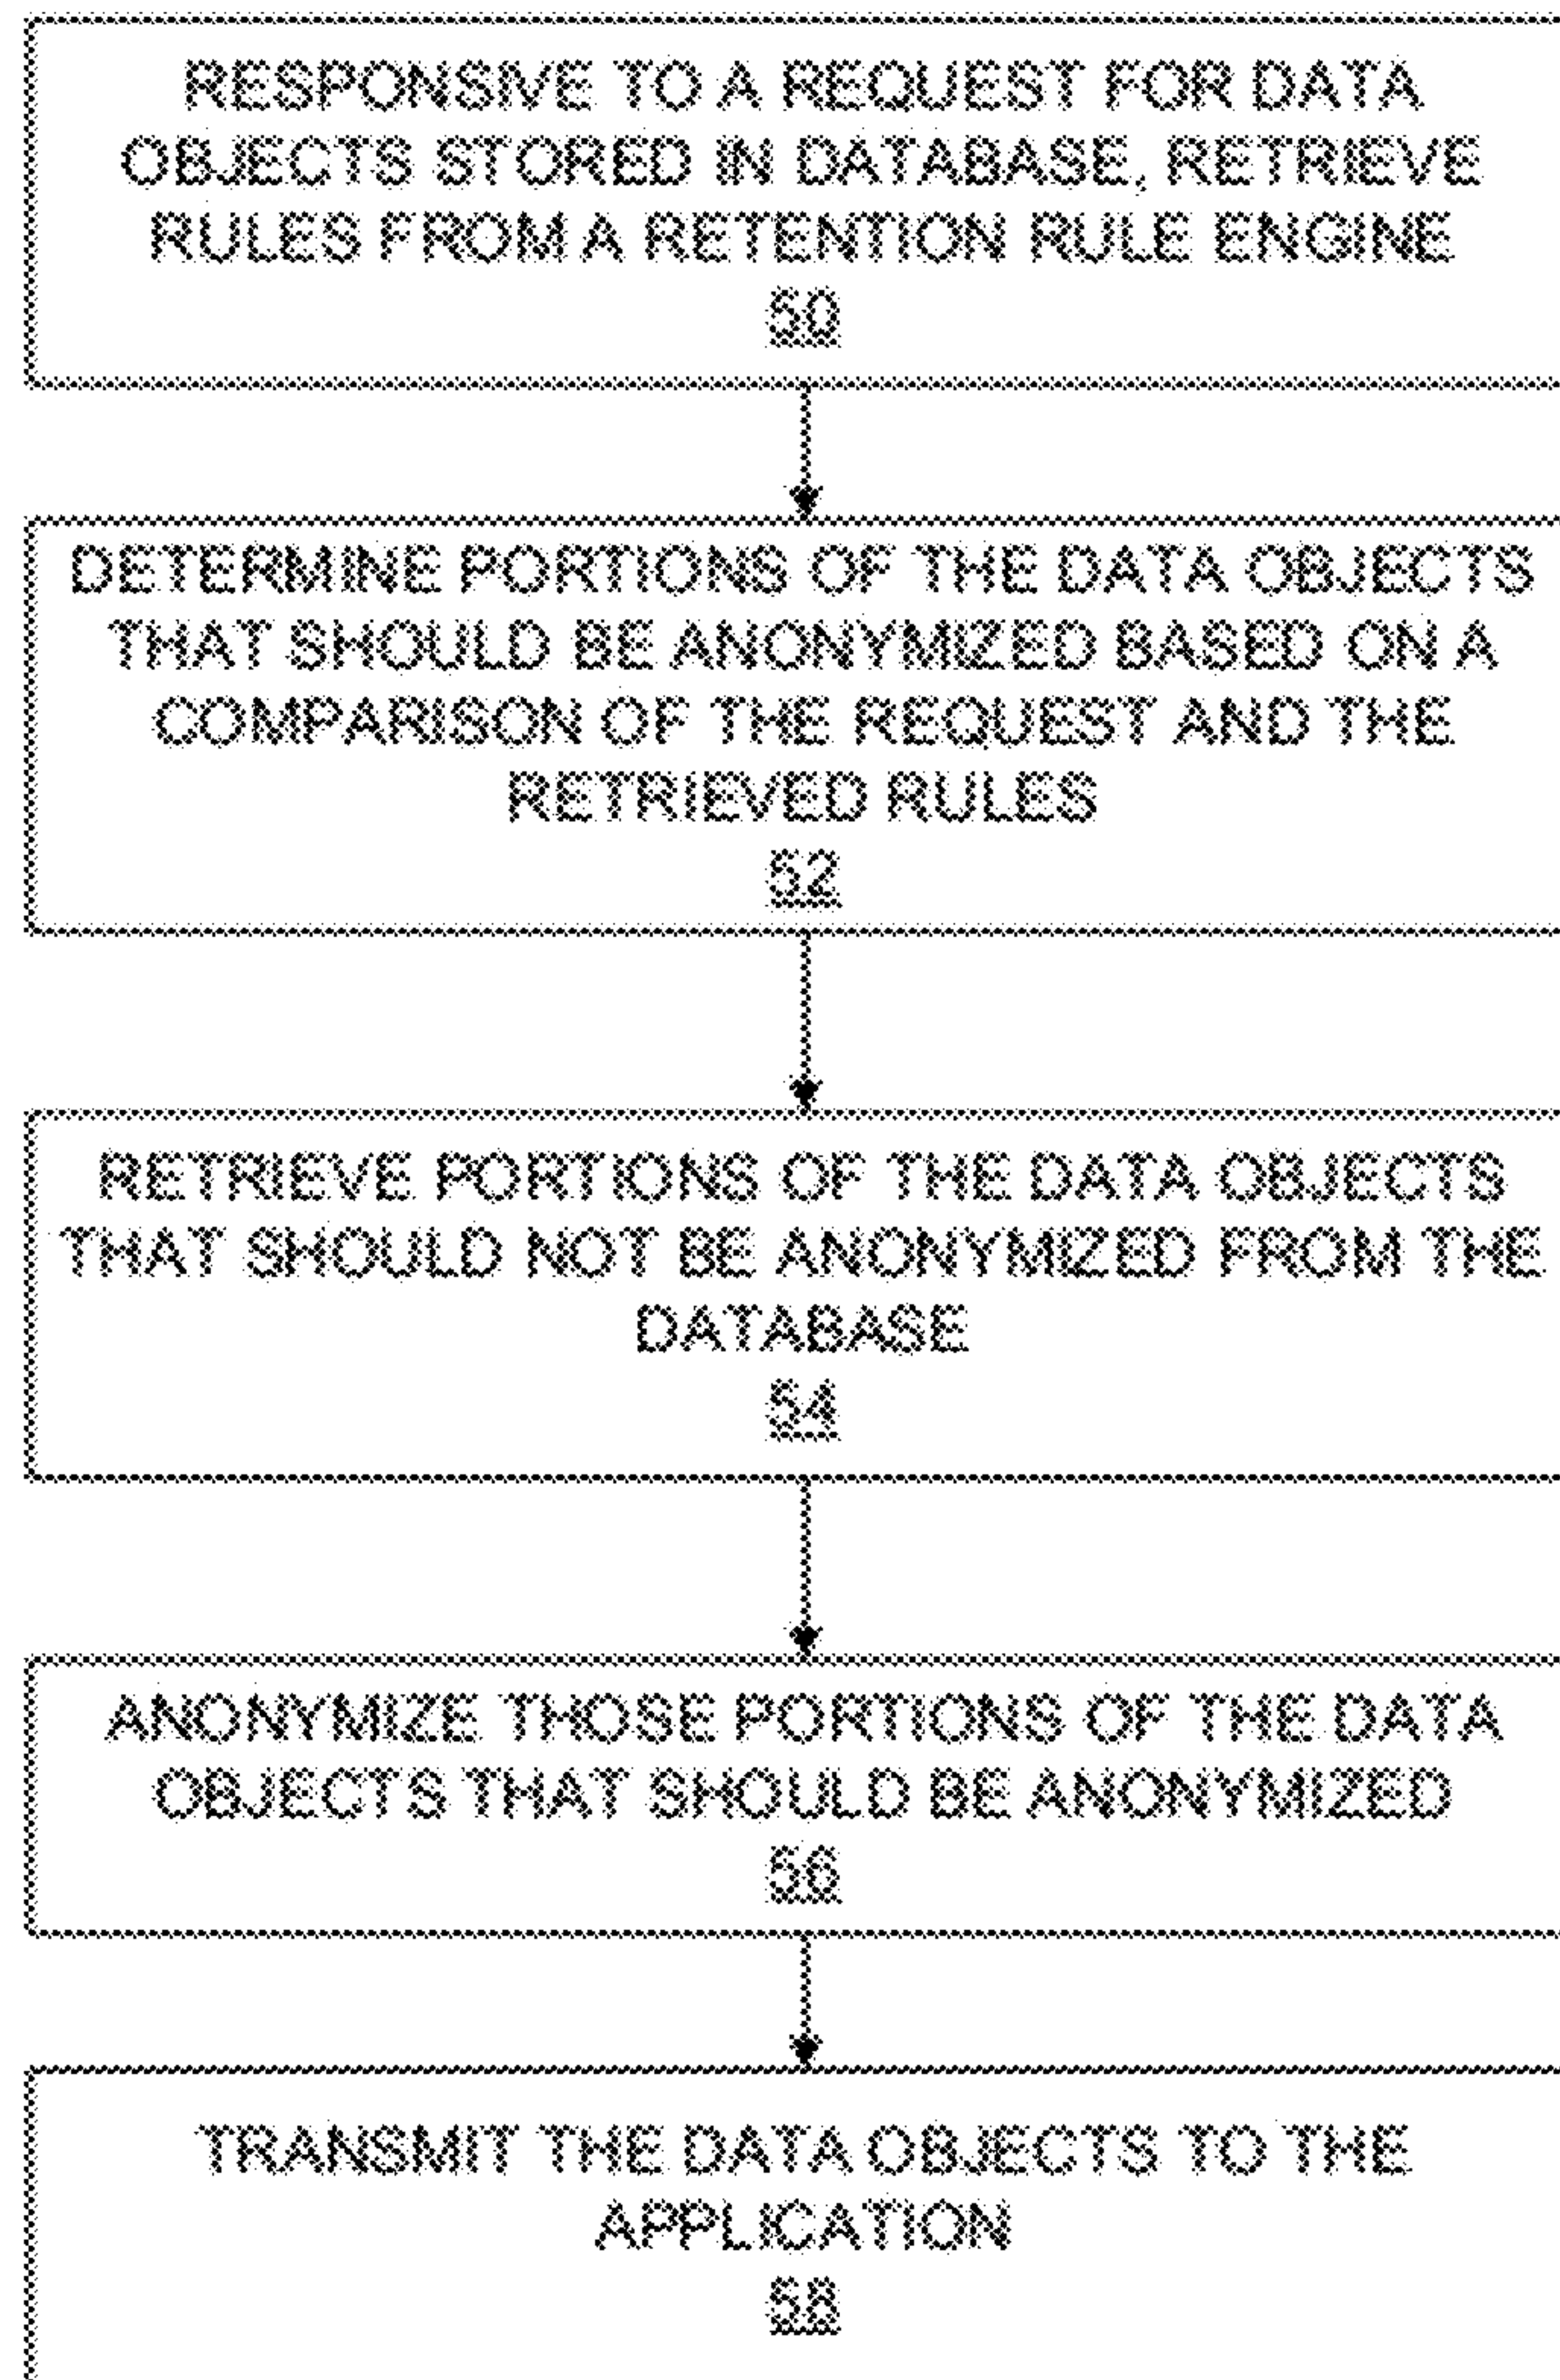 RESPONSIVE TO A REQUEST FOR DATA
OBJECTS STORED IN DATABASE, RETRIEVE
RULES FROM A RETENTION RULE ENGINE
50
DETERMINE PORTIONS OF THE DATA OBJECTS
THAT SHOULD BE ANONYMIZED BASED ON A
COMPARISON OF THE REQUEST AND THE
RETRIEVED RULES
52
RETRIEVE PORTIONS OF THE DATA OBJECTS
THAT SHOULD NOT BE ANONYMIZED FROM THE
DATABASE
54
ANONYMIZE THOSE PORTIONS OF THE DATA
OBJECTS THAT SHOULD BE ANONYMIZED
56
TRANSMIT THE DATA OBJECTS TO THE
APPLICATION
58